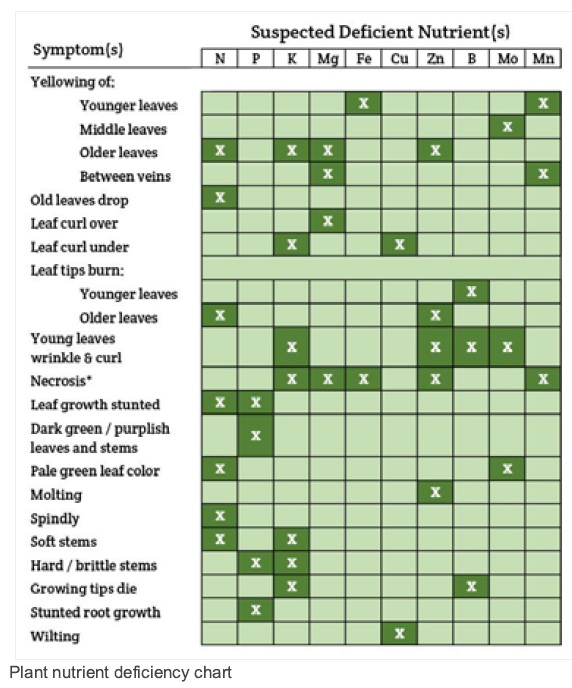 Suspected Deficient Nutrient(s)
Symptom(s)
N P K Mg Fe Cu Zn B Mo Mn
Yellowing of:
Younger leaves X X
Middle leaves X
Older leaves X X X X
Between veins X X
Old leaves drop X
Leaf curl over X
Leaf curl under X X
Leaf tips burn:
Younger leaves X
Older leaves X X
Young leaves
wrinkle & curl X X X X
Necrosis* X X X X X
Leaf growth stunted X X
Dark green / purplish
leaves and stems X
Pale green leaf color X X
Molting X
Spindly X
Soft stems X X
Hard / brittle stems X X
Growing tips die X X
Stunted root growth X
Wilting X
Plant nutrient deficiency chart